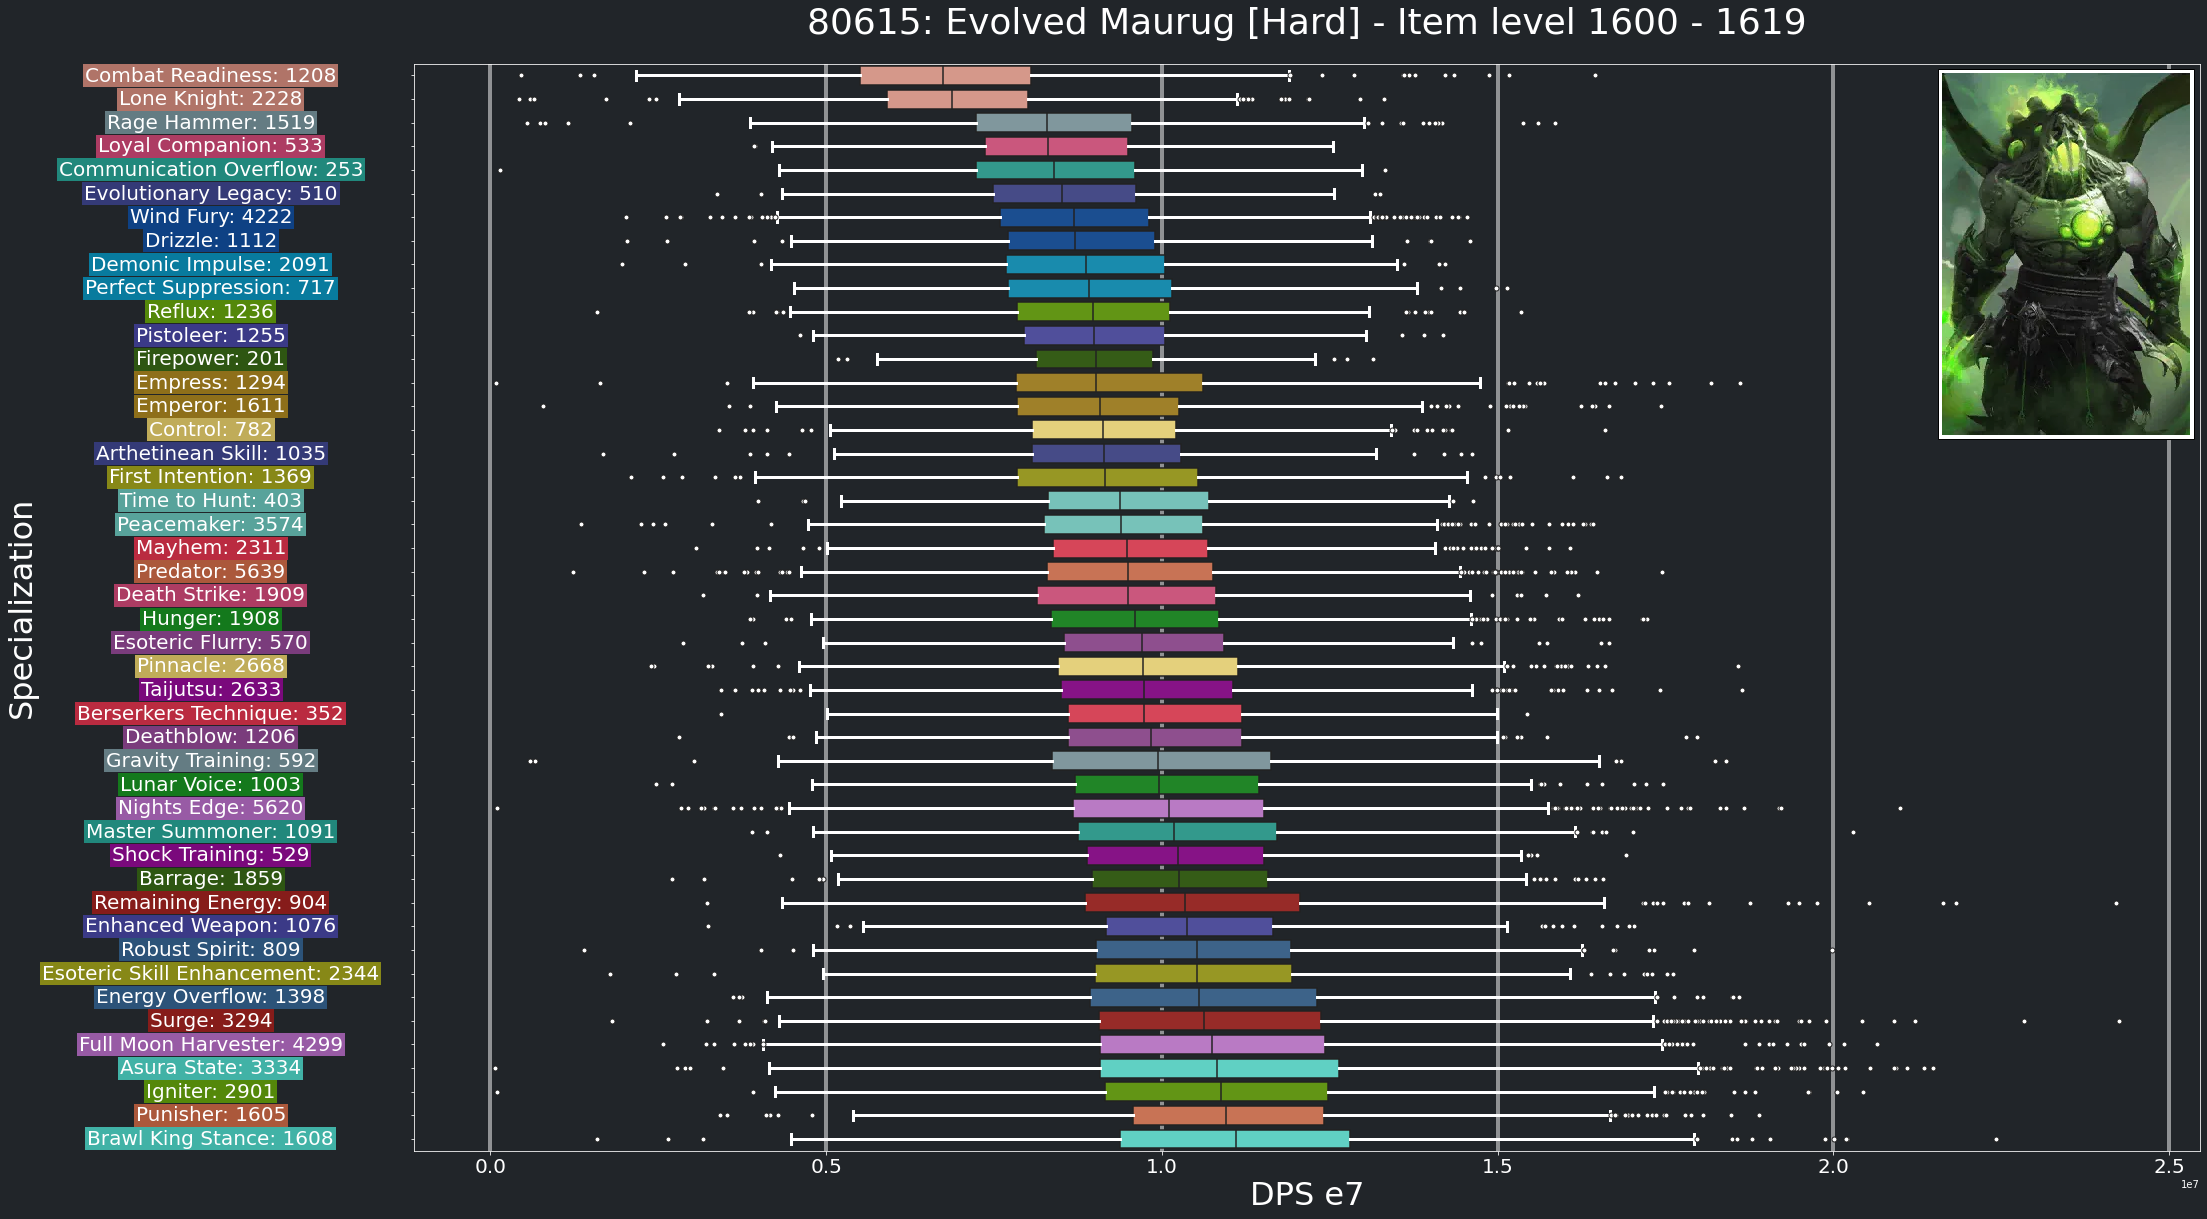 80615: Evolved Maurug [Hard] - Item level 1600 - 1619
Specialization
Combat Readiness: 1208
Lone Knight: 2228
Rage Hammer: 1519
Loyal Companion: 533
Communication Overflow: 253
Evolutionary Legacy: 510
Wind Fury: 4222
Drizzle: 1112
Demonic Impulse: 2091
Perfect Suppression: 717
Reflux: 1236
Pistoleer: 1255
Firepower: 201
Empress: 1294
Emperor: 1611
Control: 782
Arthetinean Skill: 1035
First Intention: 1369
Time to Hunt: 403
Peacemaker: 3574
Mayhem: 2311
Predator: 5639
Death Strike: 1909
Hunger: 1908
Esoteric Flurry: 570
Pinnacle: 2668
Taijutsu: 2633
Berserkers Technique: 352
Deathblow: 1206
Gravity Training: 592
Lunar Voice: 1003
Nights Edge: 5620
Master Summoner: 1091
Shock Training: 529
Barrage: 1859
Remaining Energy: 904
Enhanced Weapon: 1076
Robust Spirit: 809
Esoteric Skill Enhancement: 2344
Energy Overflow: 1398
Surge: 3294
Full Moon Harvester: 4299
Asura State: 3334
Igniter: 2901
Punisher: 1605
Brawl King Stance: 1608
0.0 0.5 1.0 1.5 2.0 2.5
1e7
DPS e7